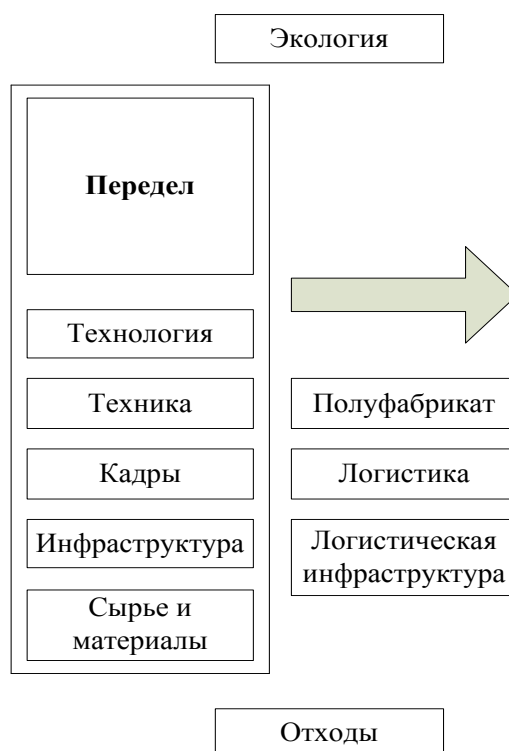 Экология
Передел
Технология
Техника
Кадры
Инфраструктура
Сырье и
материалы
Полуфабрикат
Логистика
Логистическая
инфраструктура
Отходы